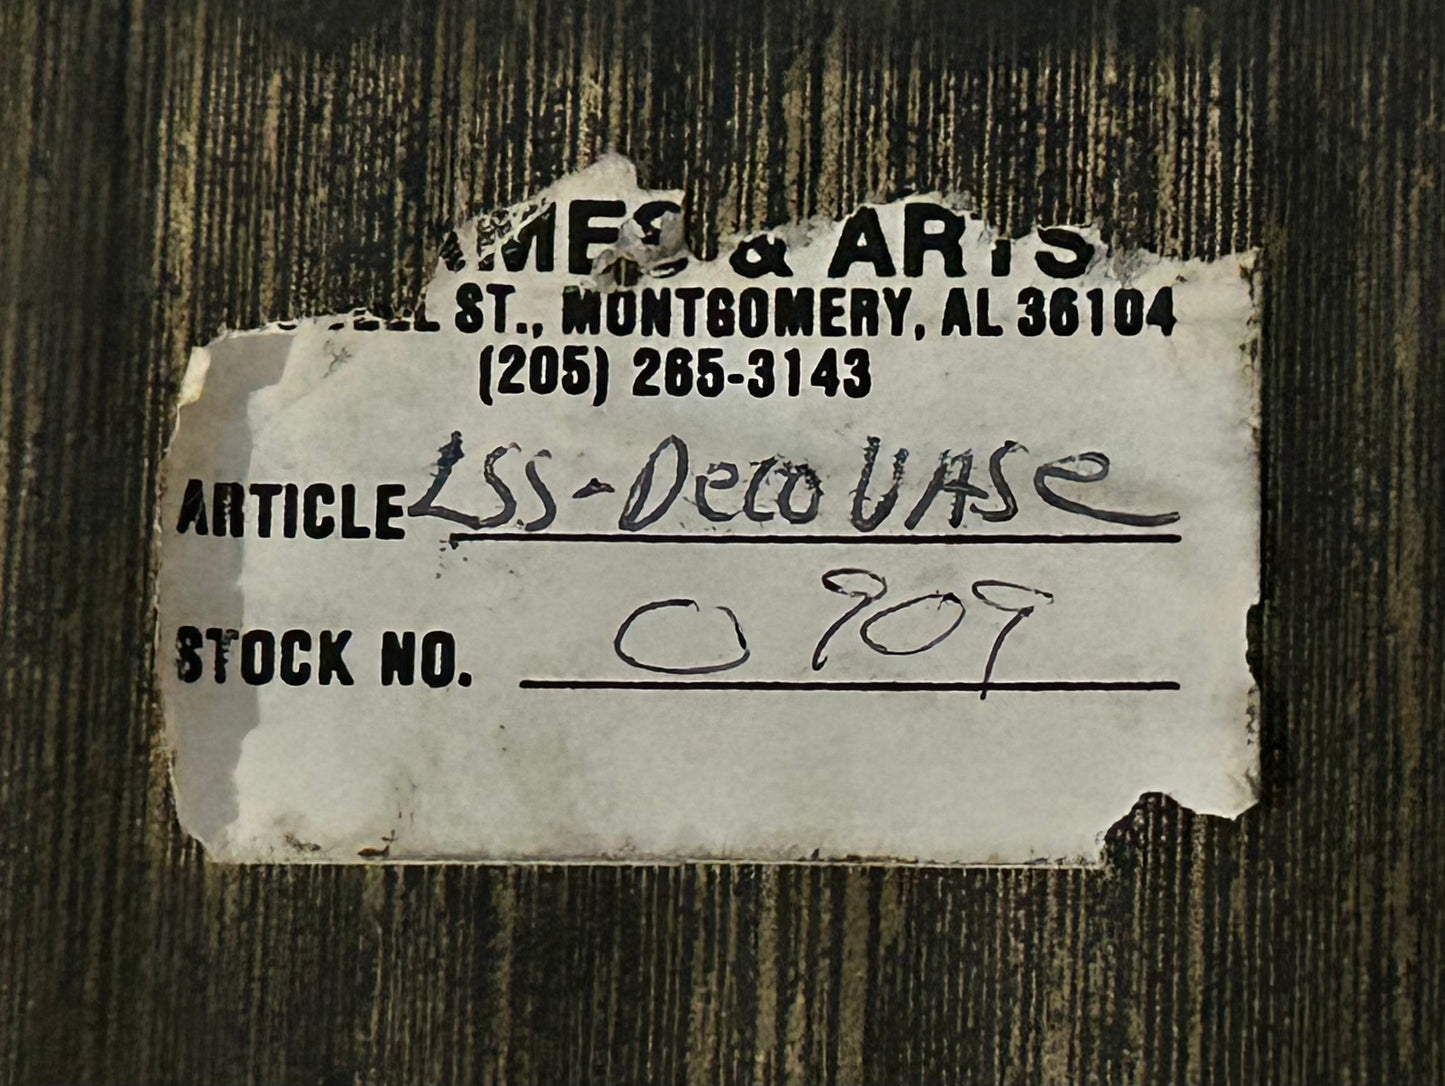 & ARTS
ST., MONTGOMERY, AL 36104
(205) 265-3143
ARTICLE LSS-Deco VASe
STOCK NO. 0909